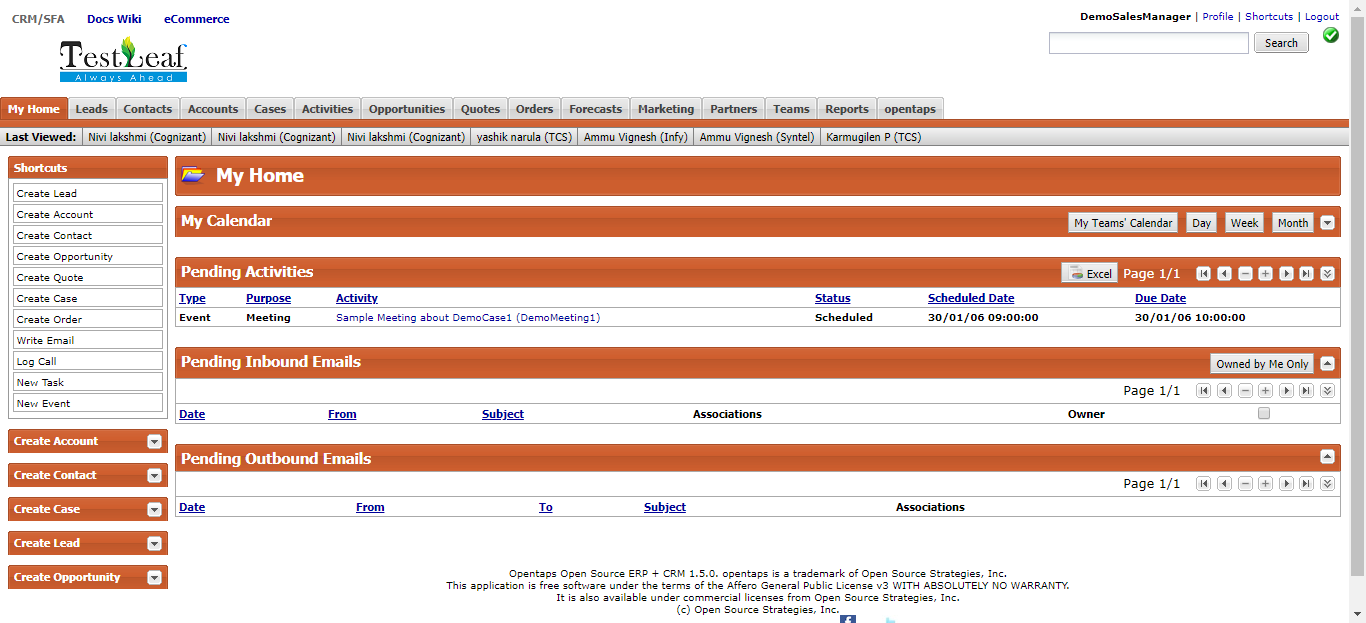 CRM/SFA Docs Wiki eCommerce
DemoSalesManager | Profile | Shortcuts | Logout
Search
TestLeaf
Always Ahead
My Home Leads Contacts Accounts Cases Activities Opportunities Quotes Orders Forecasts Marketing Partners Teams Reports opentaps
Last Viewed: Nivi lakshmi (Cognizant) Nivi lakshmi (Cognizant) Nivi lakshmi (Cognizant) yashik narula (TCS) Ammu Vignesh (Infy) Ammu Vignesh (Syntel) Karmugilen P (TCS)
Shortcuts
Create Lead
Create Account
Create Contact
Create Opportunity
Create Quote
Create Case
Create Order
Write Email
Log Call
New Task
New Event
Create Account
Create Contact
Create Case
Create Lead
Create Opportunity
My Home
My Calendar My Teams' Calendar Day Week Month
Pending Activities Excel Page 1/1
Type Purpose Activity Status Scheduled Date Due Date
Event Meeting Sample Meeting about DemoCase1 (DemoMeeting1) Scheduled 30/01/06 09:00:00 30/01/06 10:00:00
Pending Inbound Emails Owned by Me Only
Page 1/1
Date From Subject Associations Owner
Pending Outbound Emails
Page 1/1
Date From To Subject Associations
Opentaps Open Source ERP + CRM 1.5.0. opentaps is a trademark of Open Source Strategies, Inc.
This application is free software under the terms of the Affero General Public License v3 WITH ABSOLUTELY NO WARRANTY.
It is also available under commercial licenses from Open Source Strategies, Inc.
(c) Open Source Strategies, Inc.